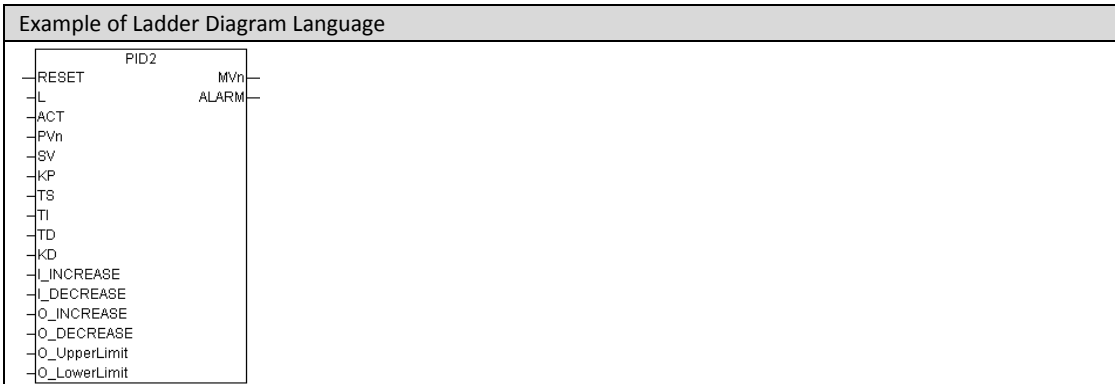 Example of Ladder Diagram Language
PID2
RESET MVn
L ALARM
ACT
PVn
SV
KP
TS
TI
TD
KD
I_INCREASE
I_DECREASE
O_INCREASE
O_DECREASE
O_UpperLimit
O_LowerLimit